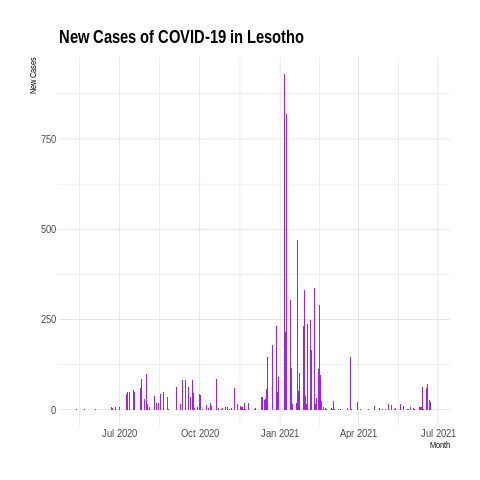 New Cases of COVID-19 in Lesotho
New Cases
750
500
250
0
Jul 2020
Oct 2020
Jan 2021
Apr 2021
Jul 2021
Month